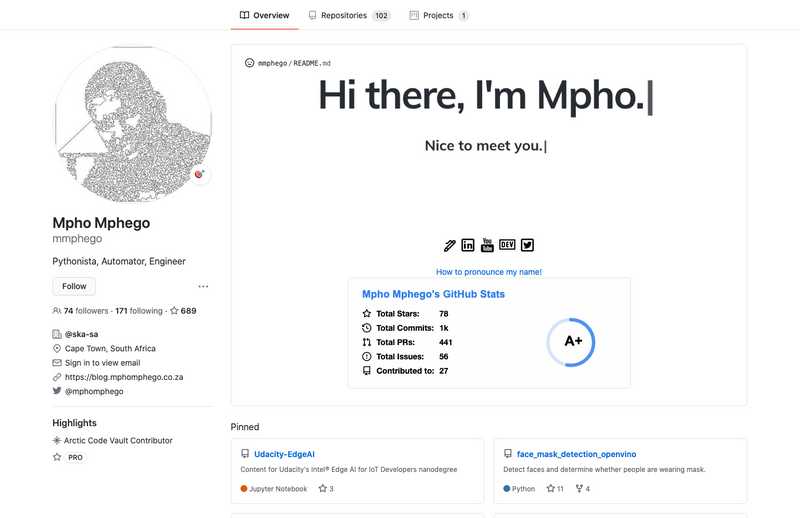 Overview
Repositories 102
Projects 1
mmphego / README.md
Hi there, I'm Mpho.|
Nice to meet you.|
You
Tube
DEV
How to pronounce my name!
Mpho Mphego's GitHub Stats
Total Stars: 78
Total Commits: 1k
Total PRs: 441
Total Issues: 56
Contributed to: 27
A+
Mpho Mphego
mmphego
Pythonista, Automator, Engineer
Follow
74 followers · 171 following · 689
@ska-sa
Cape Town, South Africa
Sign in to view email
https://blog.mphomphego.co.za
@mphomphego
Highlights
Arctic Code Vault Contributor
PRO
Pinned
Udacity-EdgeAI
Content for Udacity's Intel® Edge AI for IoT Developers nanodegree
Jupyter Notebook 3
face_mask_detection_openvino
Detect faces and determine whether people are wearing mask.
Python 11 4